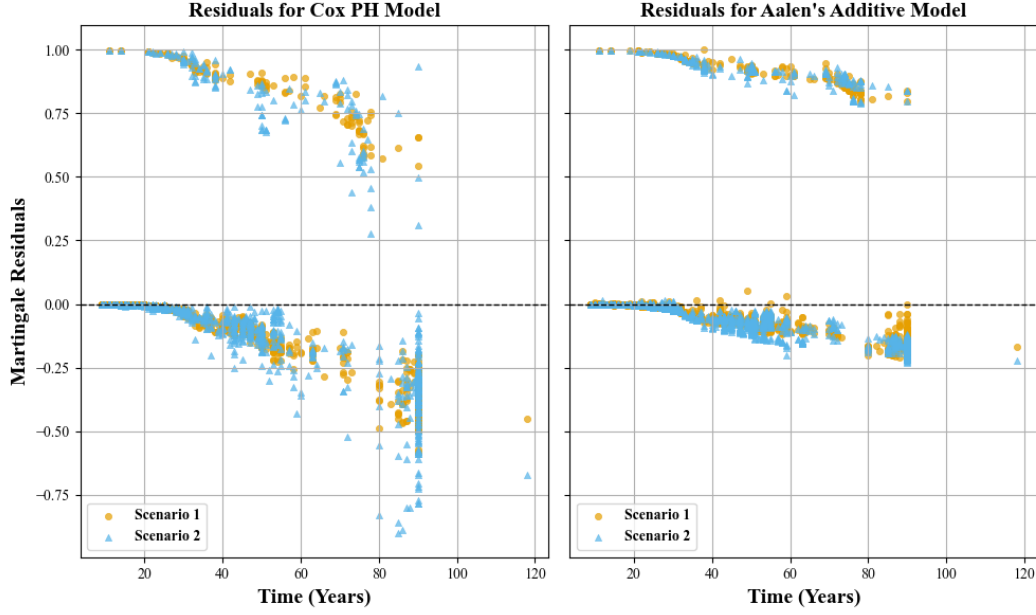 Residuals for Cox PH Model
Residuals for Aalen's Additive Model
Martingale Residuals
1.00
0.75
0.50
0.25
0.00
−0.25
−0.50
−0.75
Scenario 1
Scenario 2
Scenario 1
Scenario 2
20 40 60 80 100 120
20 40 60 80 100 120
Time (Years)
Time (Years)